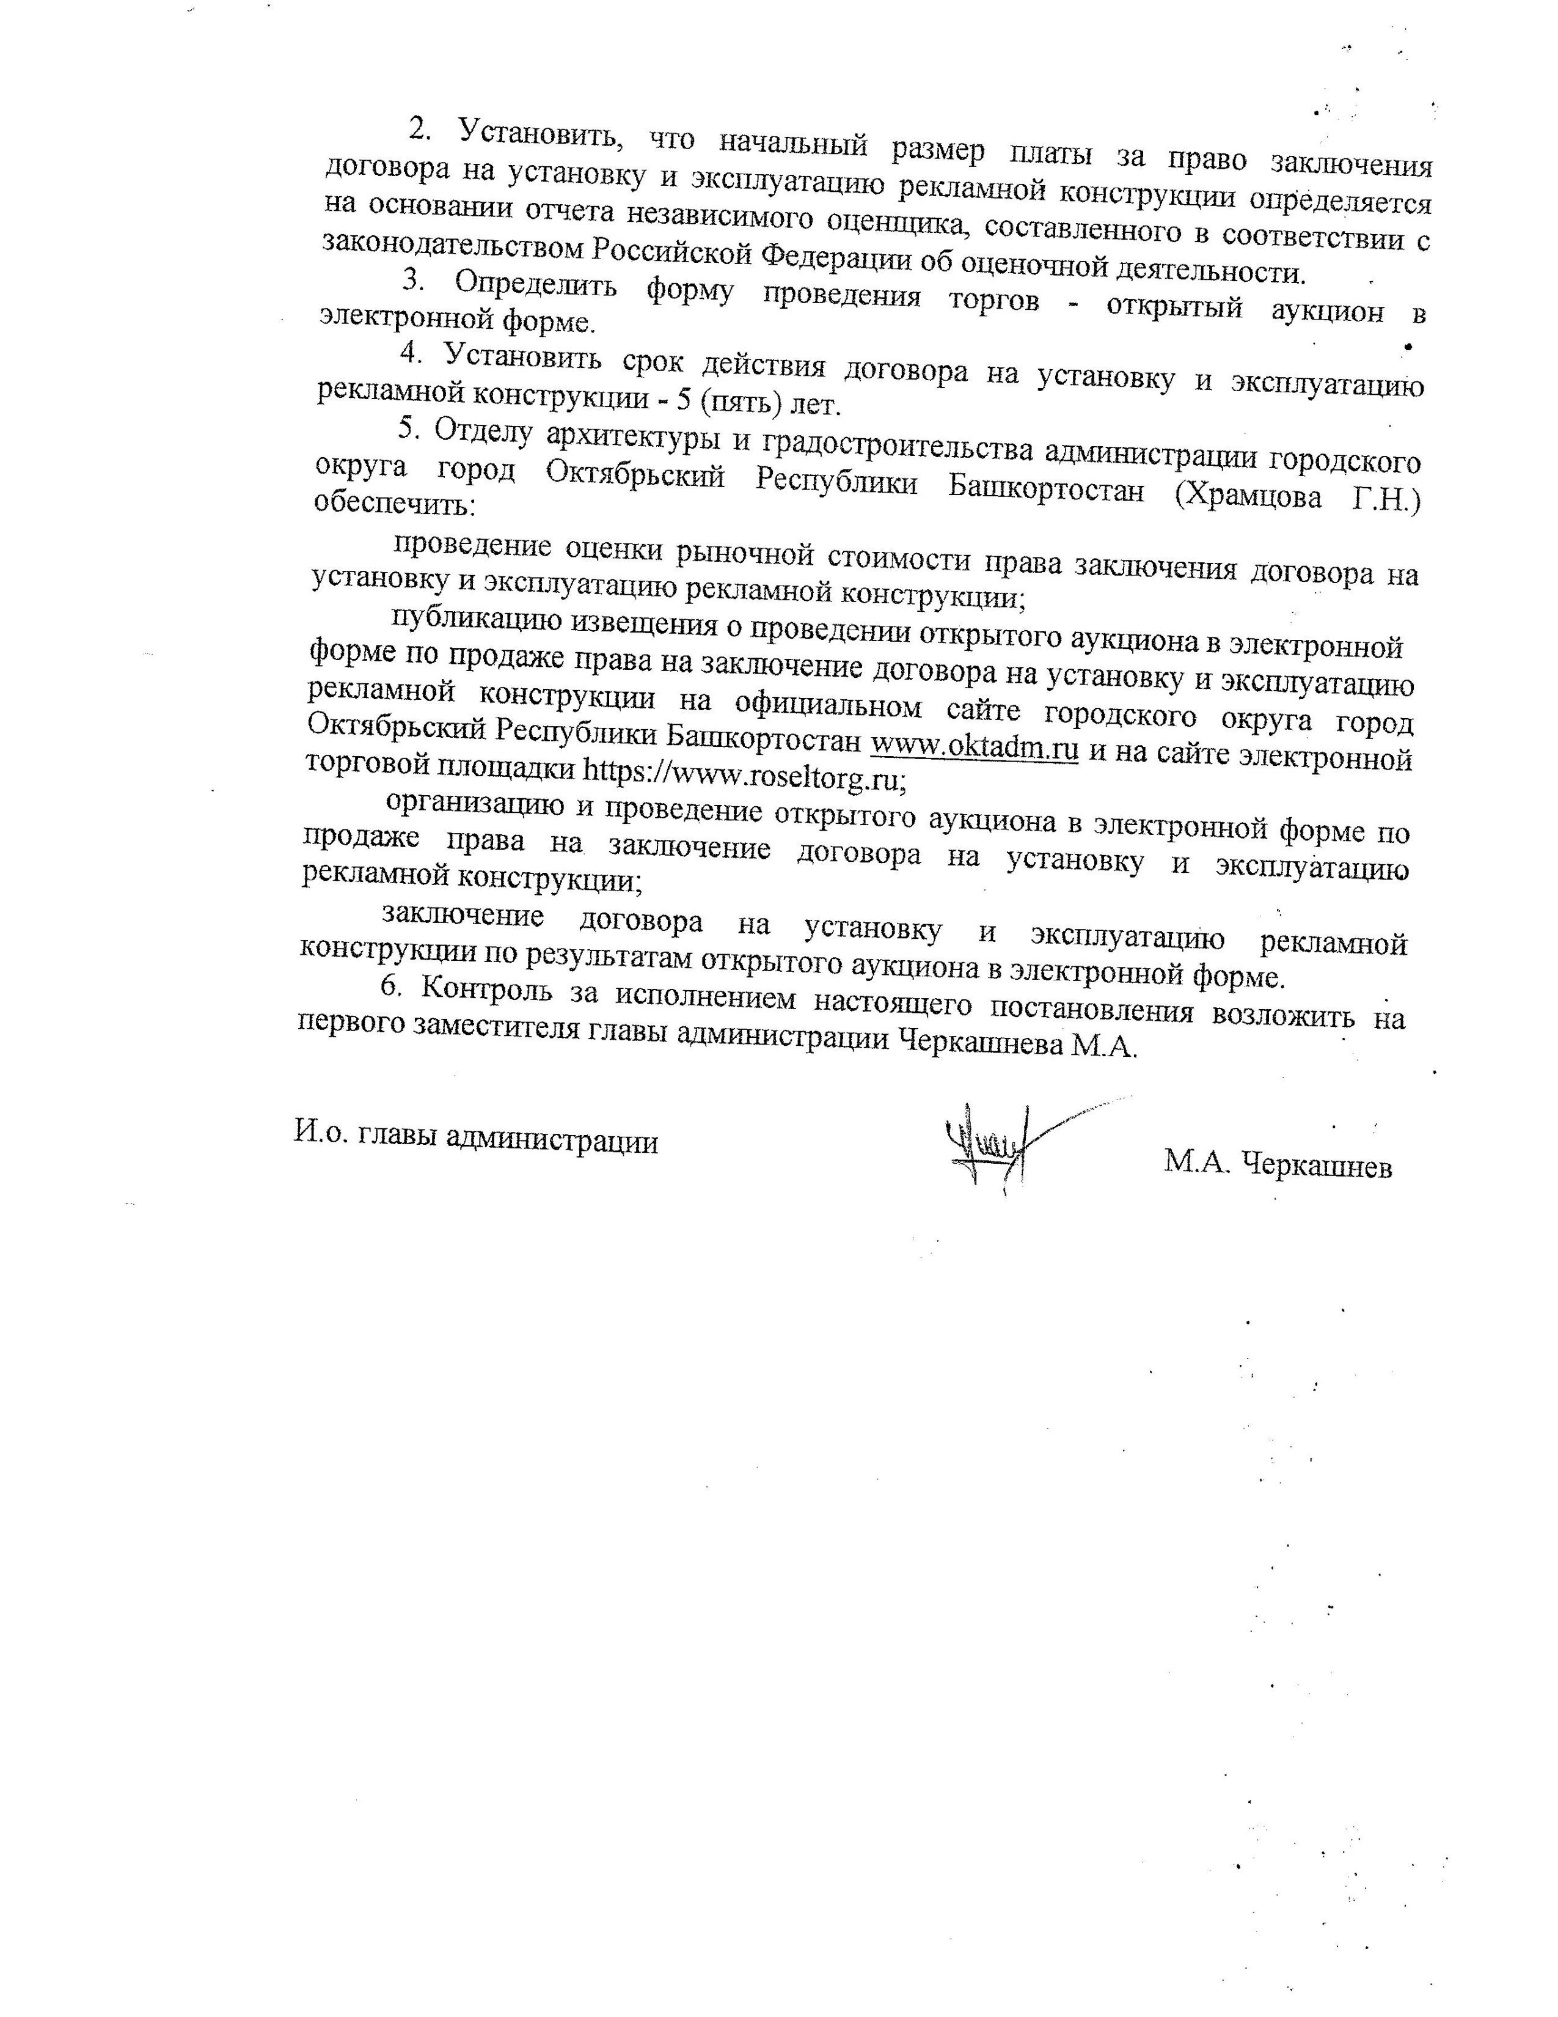 2. Установить, что начальный размер платы за право заключения
договора на установку и эксплуатацию рекламной конструкции определяется
на основании отчета независимого оценщика, составленного в соответствии с
законодательством Российской Федерации об оценочной деятельности.
3. Определить форму проведения торгов - открытый аукцион в
электронной форме.
4. Установить срок действия договора на установку и эксплуатацию
рекламной конструкции - 5 (пять) лет.
5. Отделу архитектуры и градостроительства администрации городского
округа город Октябрьский Республики Башкортостан (Храмцова Г.Н.)
обеспечить:
проведение оценки рыночной стоимости права заключения договора на
установку и эксплуатацию рекламной конструкции;
публикацию извещения о проведении открытого аукциона в электронной
форме по продаже права на заключение договора на установку и эксплуатацию
рекламной конструкции на официальном сайте городского округа город
Октябрьский Республики Башкортостан www.oktadm.ru и на сайте электронной
торговой площадки https://www.roseltorg.ru;
организацию и проведение открытого аукциона в электронной форме по
продаже права на заключение договора на установку и эксплуатацию
рекламной конструкции;
заключение договора на установку и эксплуатацию рекламной
конструкции по результатам открытого аукциона в электронной форме.
6. Контроль за исполнением настоящего постановления возложить на
первого заместителя главы администрации Черкашнева М.А.
И.о. главы администрации
М.А. Черкашнев